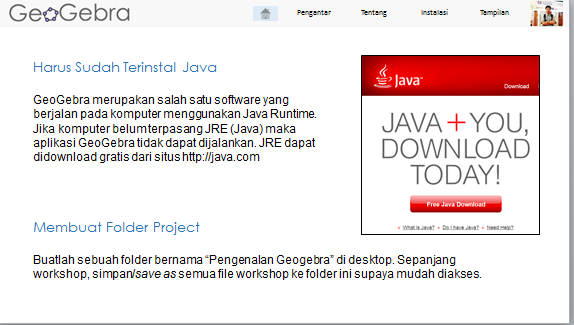 GeoGebra
Pengantar Tentang Instalasi Tampilan
Harus Sudah Terinstal Java
GeoGebra merupakan salah satu software yang
berjalan pada komputer menggunakan Java Runtime.
Jika komputer belum terpasang JRE (Java) maka
aplikasi GeoGebra tidak dapat dijalankan. JRE dapat
didownload gratis dari situs http://java.com
Java
Download
JAVA + YOU,
DOWNLOAD
TODAY!
Free Java Download
What is Java? Do I have Java? Need Help?
Membuat Folder Project
Buatlah sebuah folder bernama “Pengenalan Geogebra” di desktop. Sepanjang
workshop, simpan/save as semua file workshop ke folder ini supaya mudah diakses.